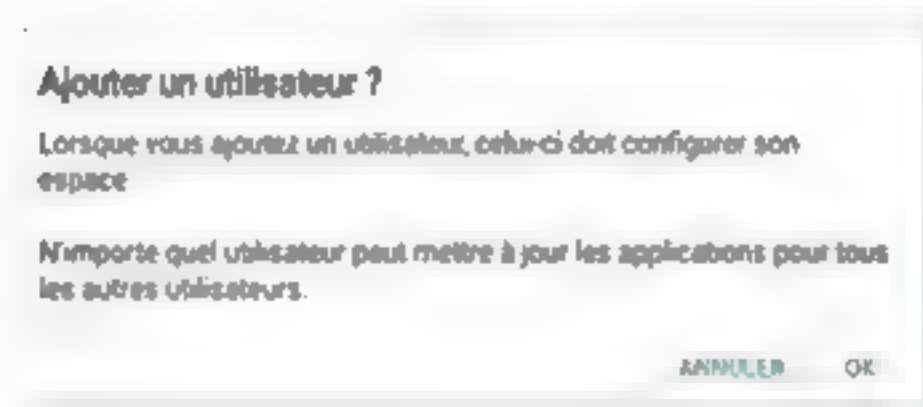 Ajouter un utilisateur ?
Lorsque vous ajoutez un utilisateur, celui-ci doit configurer son
espace
N'importe quel utilisateur peut mettre à jour les applications pour tous
les autres utilisateurs.
ANNULER OK